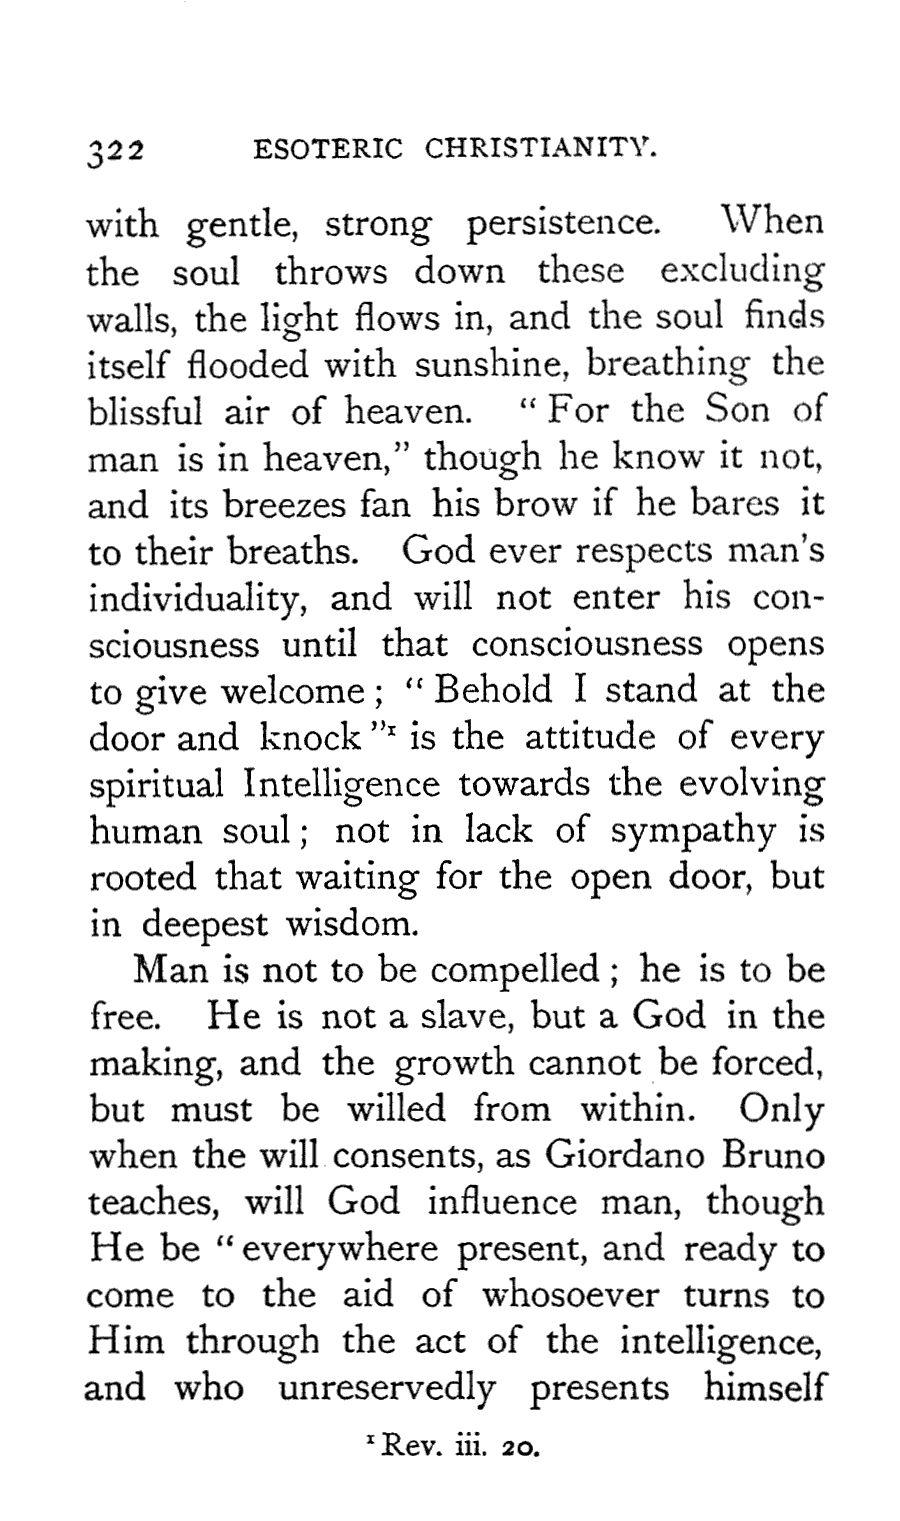 322 ESOTERIC CHRISTIANITY.
with gentle, strong persistence. When
the soul throws down these excluding
walls, the light flows in, and the soul finds
itself flooded with sunshine, breathing the
blissful air of heaven. “ For the Son of
man is in heaven,” though he know it not,
and its breezes fan his brow if he bares it
to their breaths. God ever respects man’s
individuality, and will not enter his con-
sciousness until that consciousness opens
to give welcome ; “ Behold I stand at the
door and knock ”¹ is the attitude of every
spiritual Intelligence towards the evolving
human soul ; not in lack of sympathy is
rooted that waiting for the open door, but
in deepest wisdom.
Man is not to be compelled ; he is to be
free. He is not a slave, but a God in the
making, and the growth cannot be forced,
but must be willed from within. Only
when the will consents, as Giordano Bruno
teaches, will God influence man, though
He be “ everywhere present, and ready to
come to the aid of whosoever turns to
Him through the act of the intelligence,
and who unreservedly presents himself
¹ Rev. iii. 20.